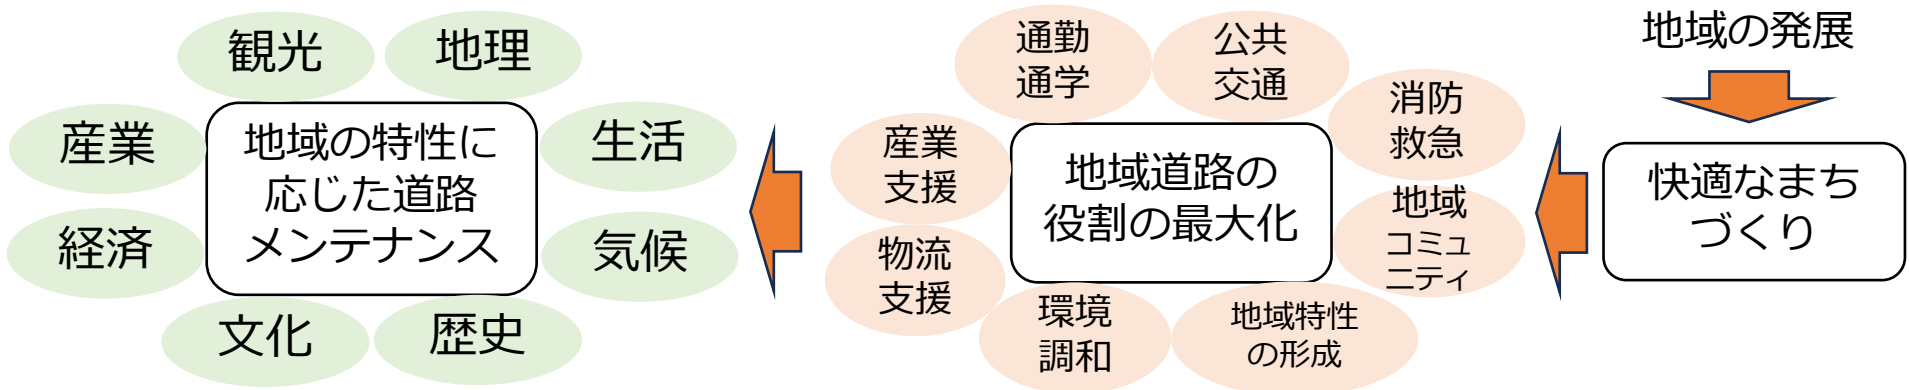 観光
地理
産業
地域の特性に
応じた道路
メンテナンス
生活
経済
気候
文化
歴史
通勤
通学
公共
交通
消防
救急
産業
支援
地域道路の
役割の最大化
地域
コミュ
ニティ
物流
支援
環境
調和
地域特性
の形成
地域の発展
快適なまち
づくり